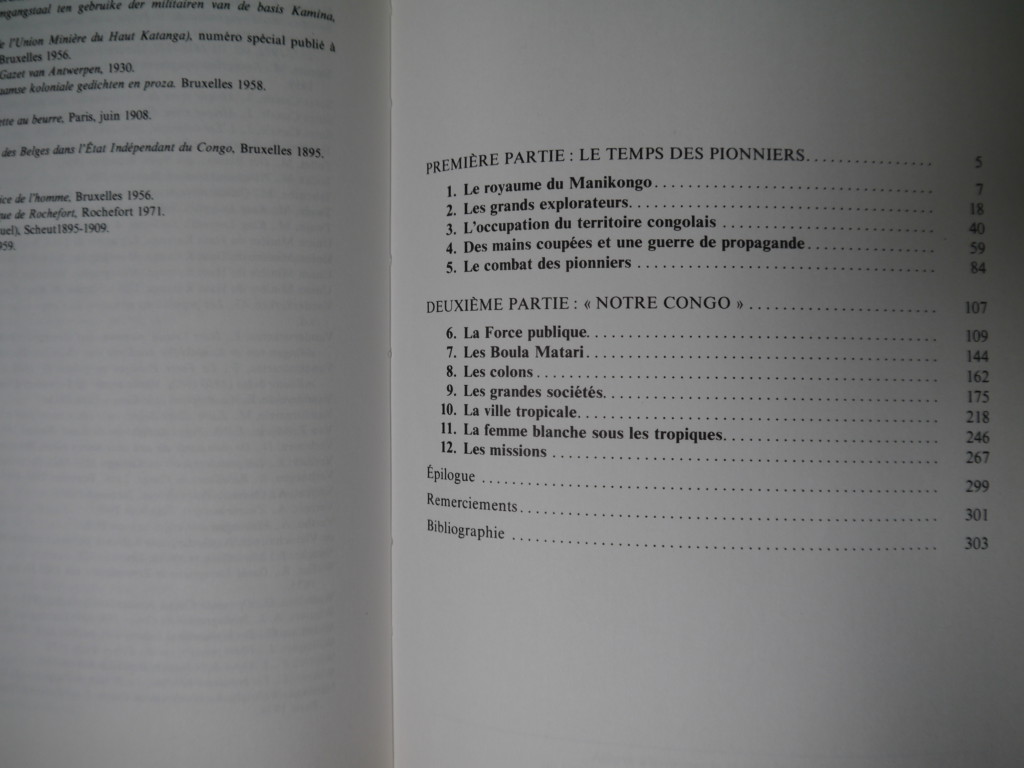 ngangstaal ten gebruike der militairen van de basis Kamina,
e l'Union Minière du Haut Katanga), numéro spécial publié à
Bruxelles 1956.
Gazet van Antwerpen, 1930.
aamse koloniale gedichten en proza. Bruxelles 1958.
ette au beurre, Paris, juin 1908.
des Belges dans l'État Indépendant du Congo, Bruxelles 1895.
ice de l'homme, Bruxelles 1956.
que de Rochefort, Rochefort 1971.
uel), Scheut1895-1909.
959.
PREMIÈRE PARTIE : LE TEMPS DES PIONNIERS.............. 5
1. Le royaume du Manikongo.............................. 7
2. Les grands explorateurs.............................. 18
3. L'occupation du territoire congolais ...................... 40
4. Des mains coupées et une guerre de propagande............. 59
5. Le combat des pionniers .............................. 84
DEUXIÈME PARTIE : « NOTRE CONGO » .................... 107
6. La Force publique.................................... 109
7. Les Boula Matari.................................... 144
8. Les colons.......................................... 162
9. Les grandes sociétés.................................. 175
10. La ville tropicale.................................... 218
11. La femme blanche sous les tropiques...................... 246
12. Les missions ........................................ 267
Épilogue .............................................. 299
Remerciements.......................................... 301
Bibliographie .......................................... 303